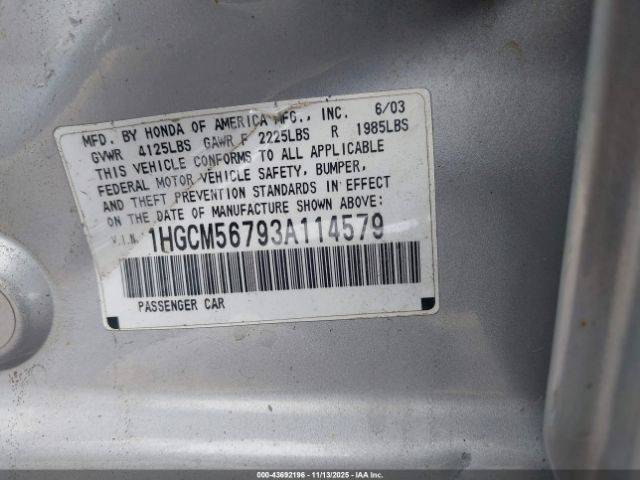 MFD. BY HONDA OF AMERICA MFG., INC. 6/03
GVWR 4125LBS GAWR F 2225LBS R 1985LBS
THIS VEHICLE CONFORMS TO ALL APPLICABLE
FEDERAL MOTOR VEHICLE SAFETY, BUMPER,
AND THEFT PREVENTION STANDARDS IN EFFECT
ON THE DATE OF MANUFACTURE SHOWN ABOVE:
V.I.N. 1HGCM56793A114579
PASSENGER CAR
00-43692196 - 11/13/2025 - IAA Inc.